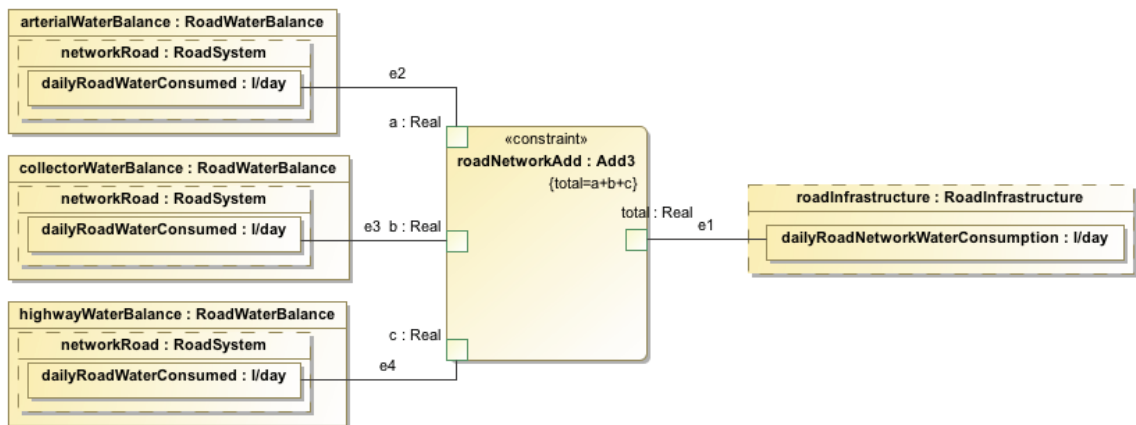 arterialWaterBalance : RoadWaterBalance
networkRoad : RoadSystem
dailyRoadWaterConsumed : l/day
e2
a : Real
collectorWaterBalance : RoadWaterBalance
networkRoad : RoadSystem
dailyRoadWaterConsumed : l/day
e3 b : Real
highwayWaterBalance : RoadWaterBalance
networkRoad : RoadSystem
dailyRoadWaterConsumed : l/day
c : Real
e4
«constraint»
roadNetworkAdd : Add3
{total=a+b+c}
total : Real
e1
roadInfrastructure : RoadInfrastructure
dailyRoadNetworkWaterConsumption : l/day